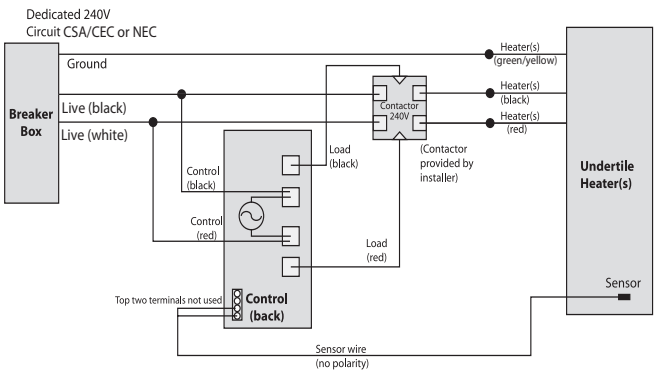 Dedicated 240V
Circuit CSA/CEC or NEC
Ground
Heater(s)
(green/yellow)
Breaker
Box
Live (black)
Live (white)
Contactor
240V
Heater(s)
(black)
Heater(s)
(red)
Load
(black)
(Contactor
provided by
installer)
Undertile
Heater(s)
Control
(black)
Control
(red)
Load
(red)
Sensor
Top two terminals not used
Control
(back)
Sensor wire
(no polarity)